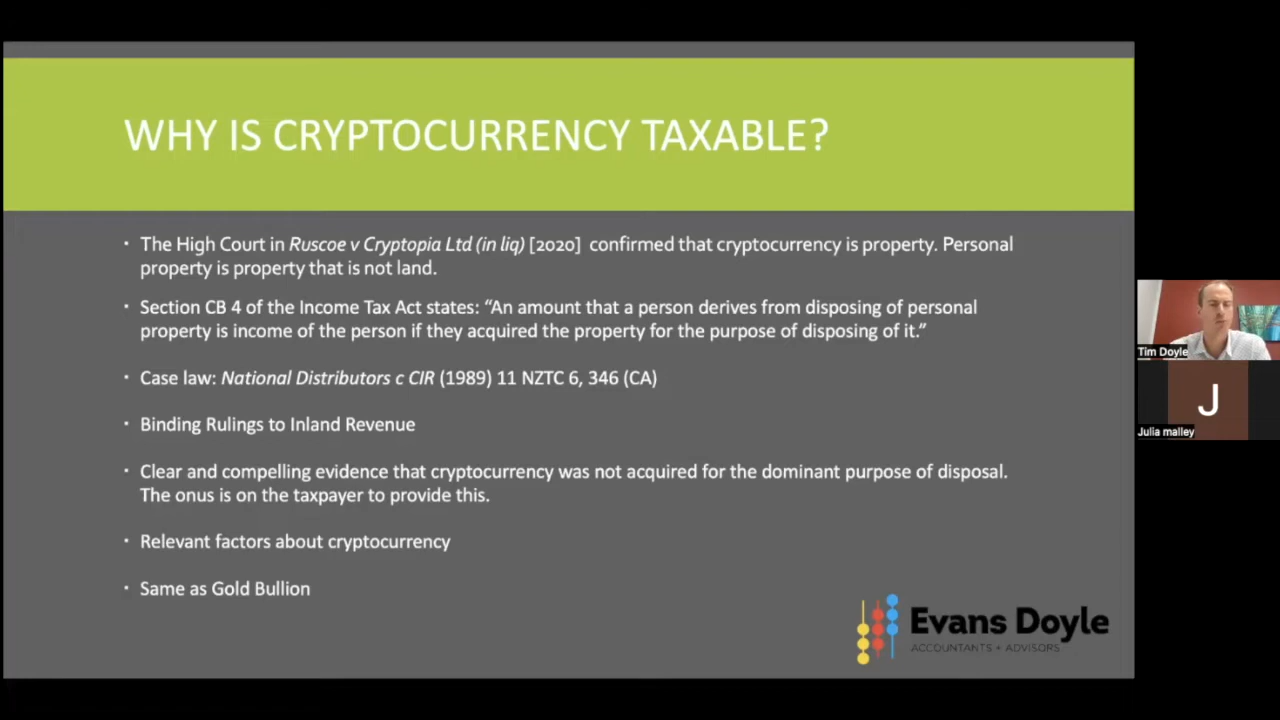 WHY IS CRYPTOCURRENCY TAXABLE?
· The High Court in Ruscoe v Cryptopia Ltd (in liq) [2020] confirmed that cryptocurrency is property. Personal
property is property that is not land.
· Section CB 4 of the Income Tax Act states: “An amount that a person derives from disposing of personal
property is income of the person if they acquired the property for the purpose of disposing of it.”
· Case law: National Distributors c CIR (1989) 11 NZTC 6, 346 (CA)
· Binding Rulings to Inland Revenue
· Clear and compelling evidence that cryptocurrency was not acquired for the dominant purpose of disposal.
The onus is on the taxpayer to provide this.
· Relevant factors about cryptocurrency
· Same as Gold Bullion
Evans Doyle
ACCOUNTANTS + ADVISORS
Tim Doyle
J
Julia malley